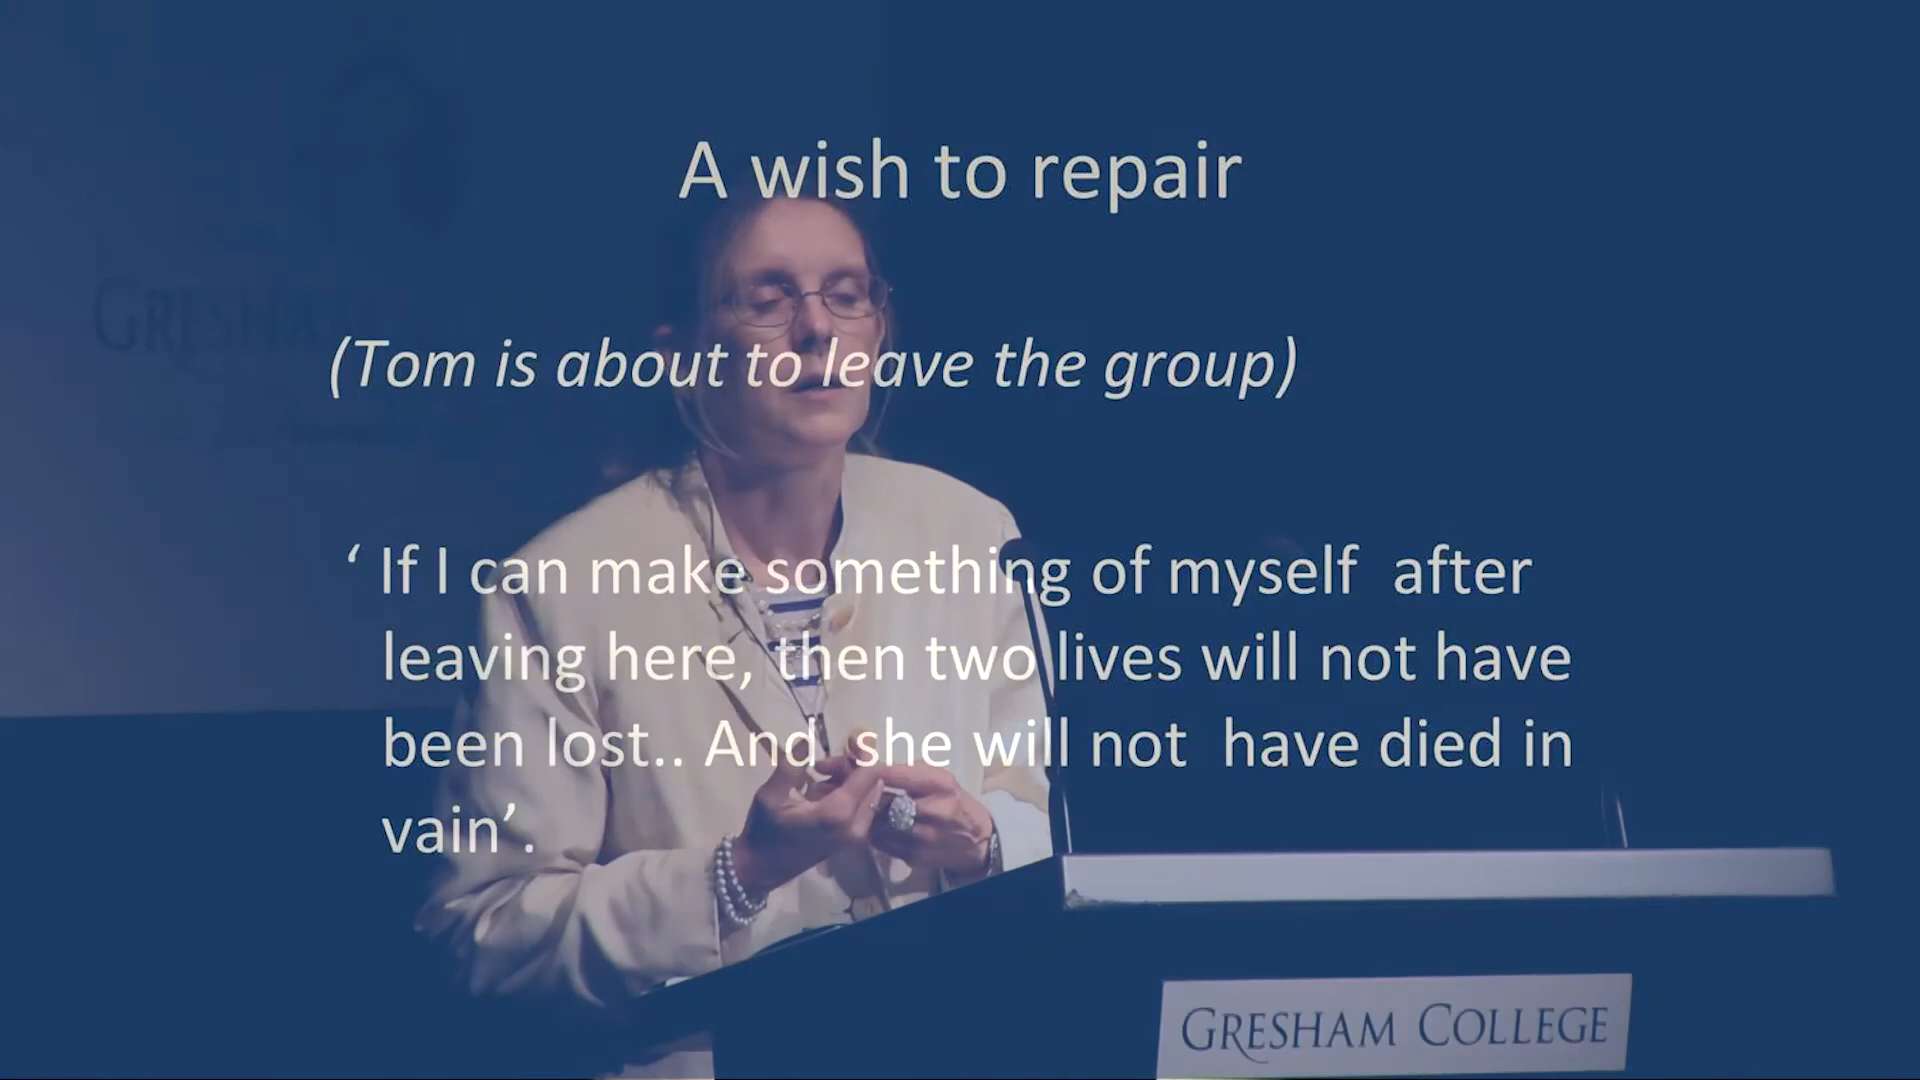 A wish to repair
(Tom is about to leave the group)
‘ If I can make something of myself after
leaving here, then two lives will not have
been lost.. And she will not have died in
vain’.
GRESHAM COLLEGE